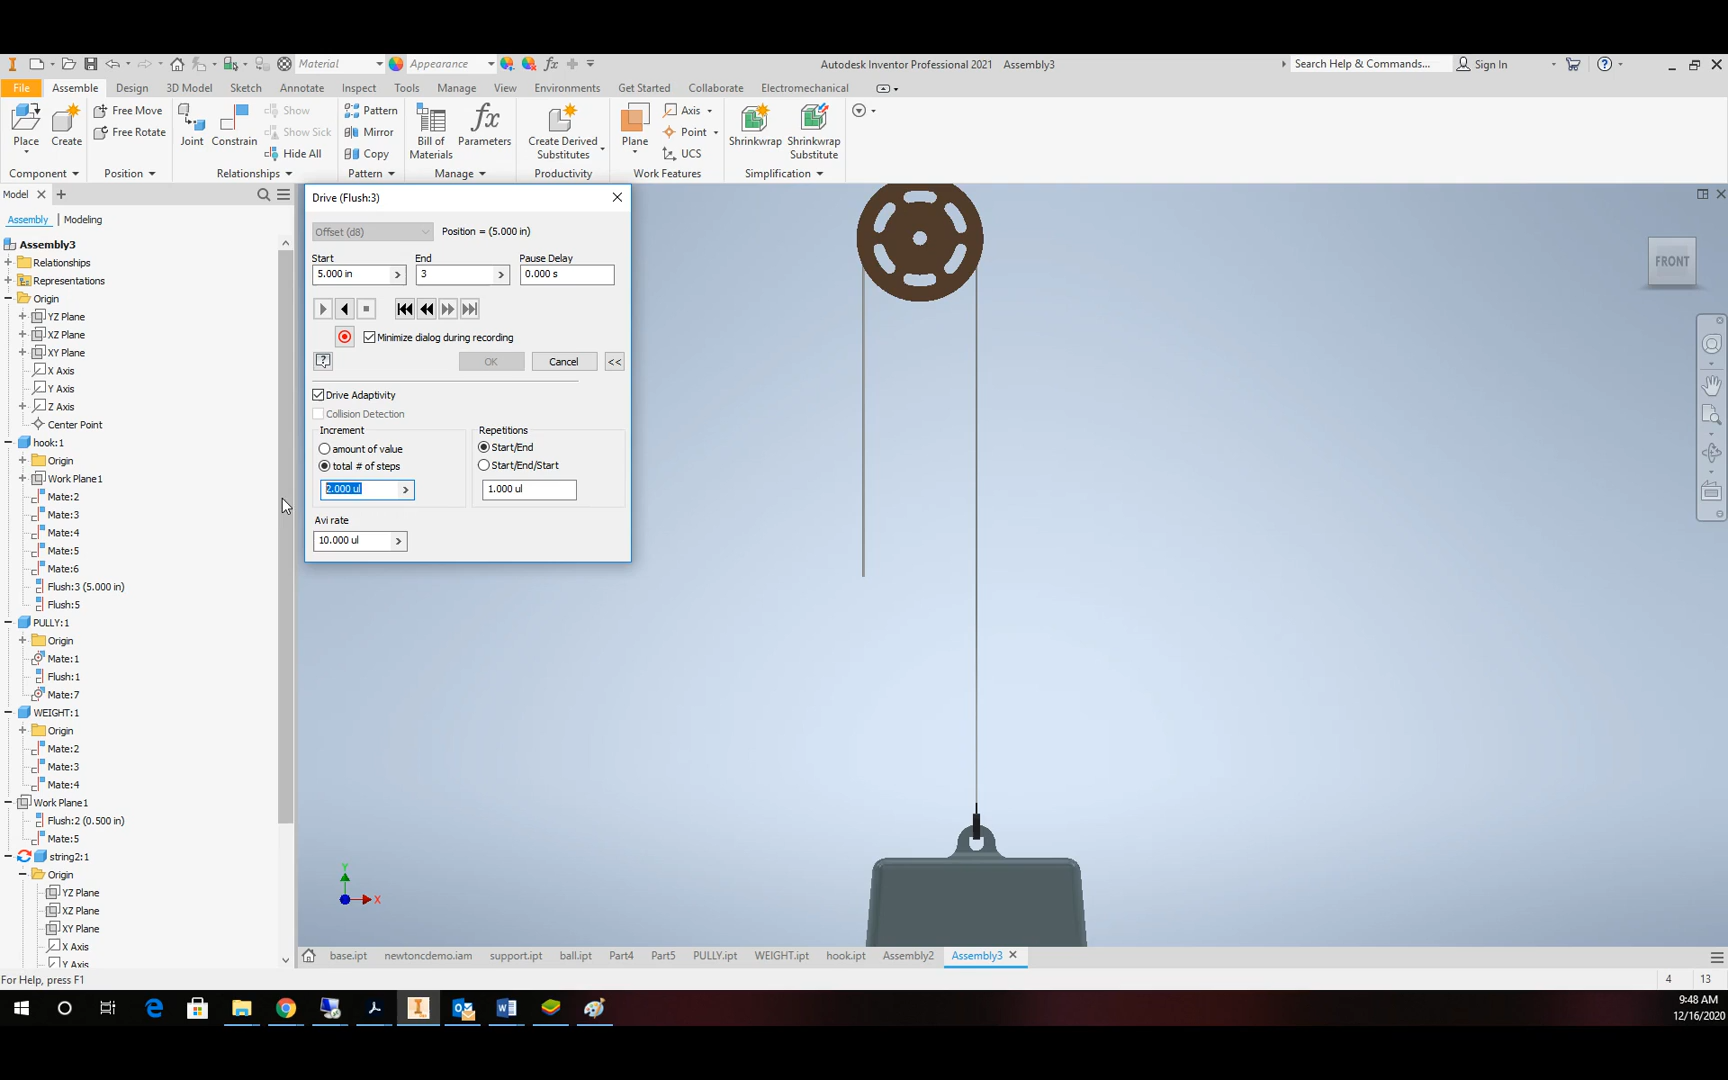 Material
Appearance
Autodesk Inventor Professional 2021 Assembly3
Search Help & Commands...
Sign In
File Assemble Design 3D Model Sketch Annotate Inspect Tools Manage View Environments Get Started Collaborate Electromechanical
Place
Create
Component
Free Move
Free Rotate
Position
Joint
Constrain
Show
Show Sick
Hide All
Relationships
Pattern
Mirror
Copy
Pattern
Bill of
Materials
Parameters
Manage
Create Derived
Substitutes
Productivity
Plane
Axis
Point
UCS
Work Features
Shrinkwrap
Shrinkwrap
Substitute
Simplification
Model
Assembly Modeling
Assembly3
Relationships
Representations
Origin
YZ Plane
XZ Plane
XY Plane
X Axis
Y Axis
Z Axis
Center Point
hook:1
Origin
Work Plane1
Mate:2
Mate:3
Mate:4
Mate:5
Mate:6
Flush:3 (5.000 in)
Flush:5
PULLY:1
Origin
Mate:1
Flush:1
Mate:7
WEIGHT:1
Origin
Mate:2
Mate:3
Mate:4
Work Plane1
Flush:2 (0.500 in)
Mate:5
string2:1
Origin
YZ Plane
XZ Plane
XY Plane
X Axis
Y Axis
Drive (Flush:3)
Offset (d8)
Position = (5.000 in)
Start End Pause Delay
5.000 in 3 0.000 s
Minimize dialog during recording
OK Cancel <<
Drive Adaptivity
Collision Detection
Increment
amount of value
total # of steps
2.000 ul
Repetitions
Start/End
Start/End/Start
1.000 ul
Avi rate
10.000 ul
FRONT
Y
X
base.ipt newtoncdemo.iam support.ipt ball.ipt Part4 Part5 PULLY.ipt WEIGHT.ipt hook.ipt Assembly2 Assembly3
For Help, press F1
4 13
9:48 AM
12/16/2020